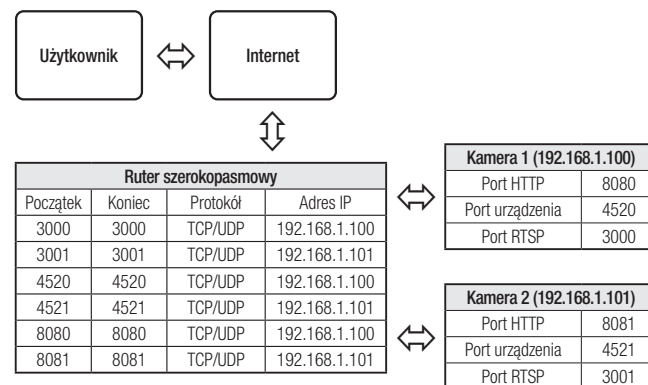 Użytkownik
Internet
Ruter szerokopasmowy
Początek Koniec Protokół Adres IP
3000 3000 TCP/UDP 192.168.1.100
3001 3001 TCP/UDP 192.168.1.101
4520 4520 TCP/UDP 192.168.1.100
4521 4521 TCP/UDP 192.168.1.101
8080 8080 TCP/UDP 192.168.1.100
8081 8081 TCP/UDP 192.168.1.101
Kamera 1 (192.168.1.100)
Port HTTP 8080
Port urządzenia 4520
Port RTSP 3000
Kamera 2 (192.168.1.101)
Port HTTP 8081
Port urządzenia 4521
Port RTSP 3001